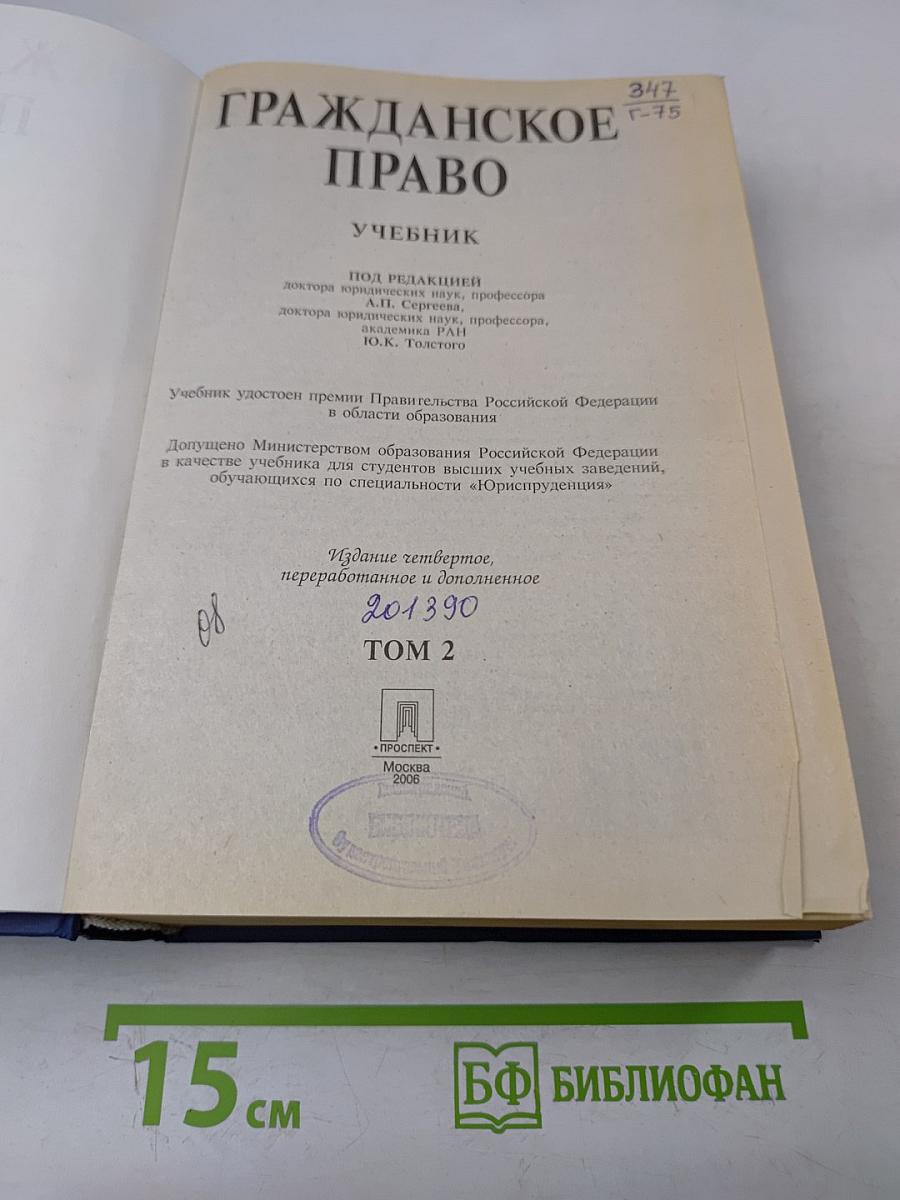 ГРАЖДАНСКОЕ
ПРАВО
347
Г-75
УЧЕБНИК
ПОД РЕДАКЦИЕЙ
доктора юридических наук, профессора
А.П. Сергеева,
доктора юридических наук, профессора,
академика РАН
Ю.К. Толстого
Учебник удостоен премии Правительства Российской Федерации
в области образования
Допущено Министерством образования Российской Федерации
в качестве учебника для студентов высших учебных заведений,
обучающихся по специальности «Юриспруденция»
Издание четвертое,
переработанное и дополненное
201390
08
ТОМ 2
• ПРОСПЕКТ •
Москва
2006
БИБЛИОТЕКА
15 см
БФ БИБЛИОФАН